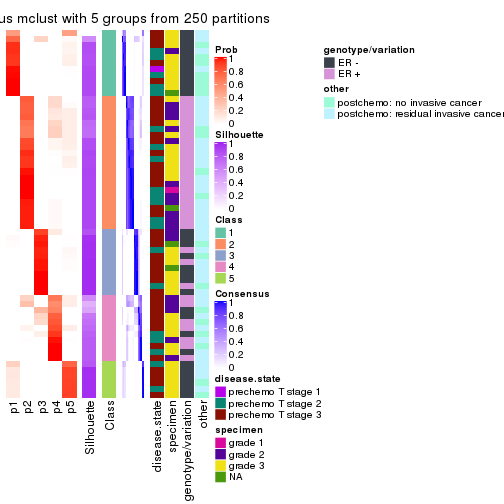 us mclust with 5 groups from 250 partitions
Prob
1
0.8
0.6
0.4
0.2
0
Silhouette
1
0.8
0.6
0.4
0.2
0
Class
1
2
3
4
5
Consensus
1
0.8
0.6
0.4
0.2
0
disease.state
prechemo T stage 1
prechemo T stage 2
prechemo T stage 3
specimen
grade 1
grade 2
grade 3
NA
genotype/variation
ER -
ER +
other
postchemo: no invasive cancer
postchemo: residual invasive cancer
p1
p2
p3
p4
p5
Silhouette
Class
disease.state
specimen
genotype/variation
other